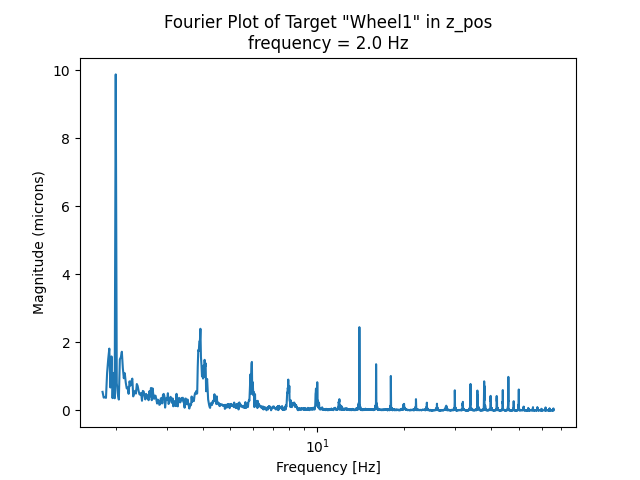 Fourier Plot of Target "Wheel1" in z_pos
frequency = 2.0 Hz
10
8
6
4
2
0
Magnitude (microns)
10¹
Frequency [Hz]